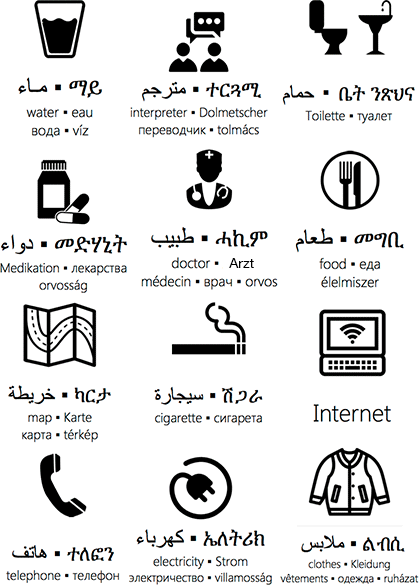 ماء ▪ ማይ
water ▪ eau
вода ▪ víz
مترجم ▪ ተርጓሚ
interpreter ▪ Dolmetscher
переводчик ▪ tolmács
حمام ▪ ቤት ንጽህና
Toilette ▪ туалет
دواء ▪ መድሃኒት
Medikation ▪ лекарства
orvosság
طبيب ▪ ሓኪም
doctor ▪ Arzt
médecin ▪ врач ▪ orvos
طعام ▪ መግቢ
food ▪ еда
élelmiszer
خريطة ▪ ካርታ
map ▪ Karte
карта ▪ térkép
سيجارة ▪ ሽጋራ
cigarette ▪ сигарета
Internet
هاتف ▪ ተለፎን
telephone ▪ телефон
كهرباء ▪ ኤለትሪክ
electricity ▪ Strom
электричество ▪ villamosság
ملابس ▪ ልብሲ
clothes ▪ Kleidung
vêtements ▪ одежда ▪ ruházat